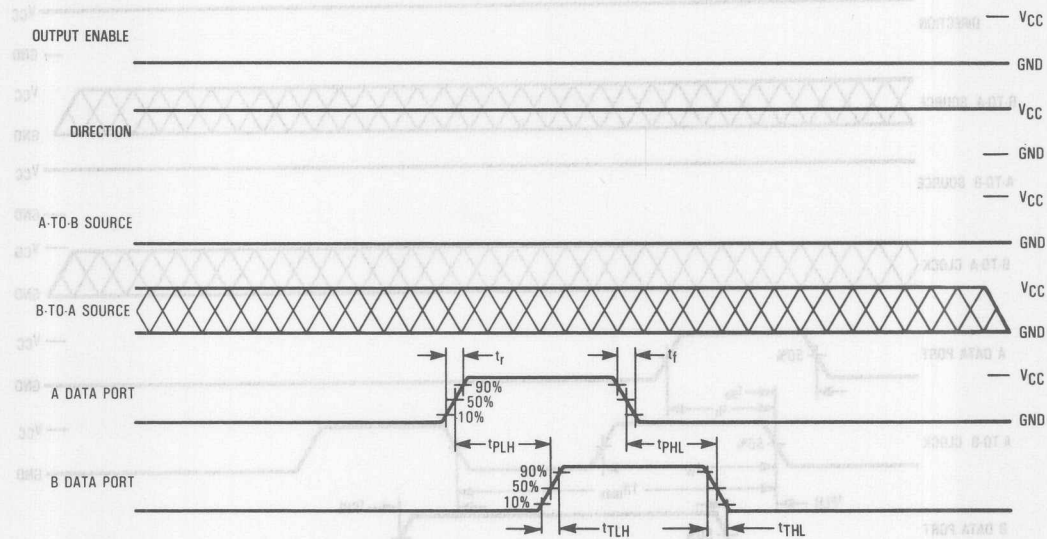 VCC
OUTPUT ENABLE
GND
VCC
DIRECTION
GND
VCC
A-TO-B SOURCE
GND
VCC
B-TO-A SOURCE
GND
tr
tf
VCC
A DATA PORT
90%
50%
10%
GND
tPLH
tPHL
B DATA PORT
90%
50%
10%
tTLH
tTHL